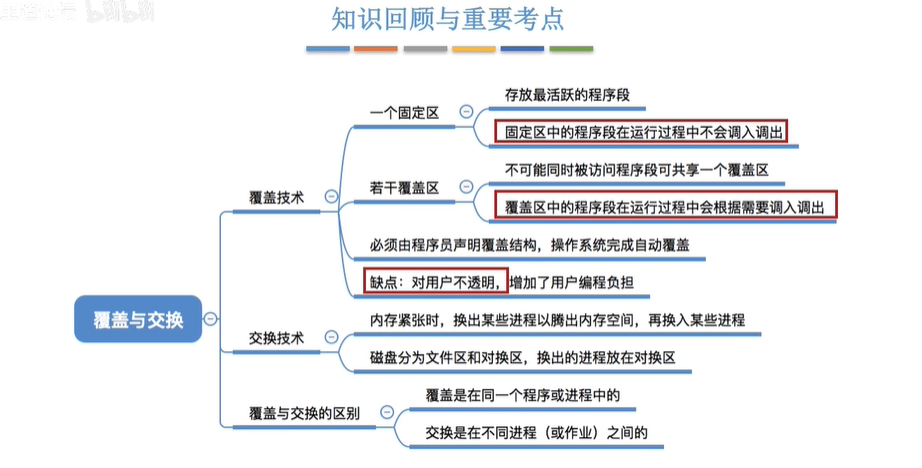 知识回顾与重要考点
存放最活跃的程序段
一个固定区
固定区中的程序段在运行过程中不会调入调出
不可能同时被访问程序段可共享一个覆盖区
若干覆盖区
覆盖技术
覆盖区中的程序段在运行过程中会根据需要调入调出
必须由程序员声明覆盖结构，操作系统完成自动覆盖
缺点：对用户不透明，增加了用户编程负担
覆盖与交换
内存紧张时，换出某些进程以腾出内存空间，再换入某些进程
交换技术
磁盘分为文件区和对换区，换出的进程放在对换区
覆盖是在同一个程序或进程中的
覆盖与交换的区别
交换是在不同进程（或作业）之间的